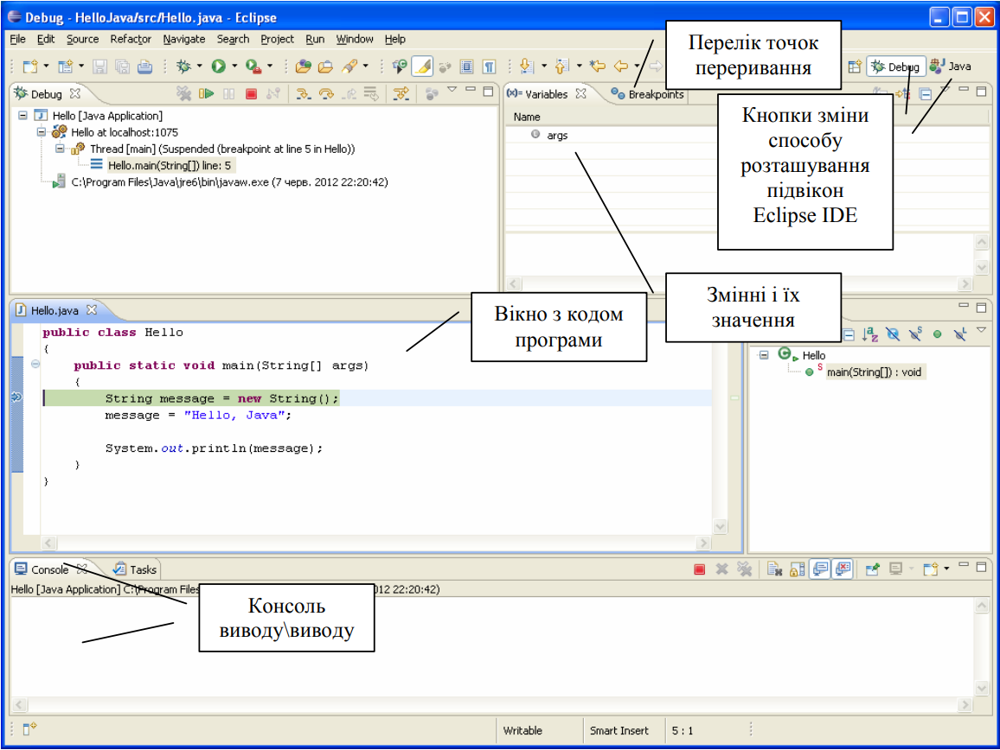 Debug - HelloJava/src/Hello.java - Eclipse
File Edit Source Refactor Navigate Search Project Run Window Help
Перелік точок
переривання
Debug Java
Debug
Variables Breakpoints
Hello [Java Application]
Hello at localhost:1075
Thread [main] (Suspended (breakpoint at line 5 in Hello))
Hello.main(String[]) line: 5
C:\Program Files\Java\jre6\bin\javaw.exe (7 черв. 2012 22:20:42)
Name
args
Кнопки зміни
способу
розташування
підвікон
Eclipse IDE
Змінні і їх
значення
Вікно з кодом
програми
Hello.java
public class Hello
{
public static void main(String[] args)
{
String message = new String();
message = "Hello, Java";
System.out.println(message);
}
}
Hello
main(String[]) : void
Console Tasks
Hello [Java Application] C:\Program Files 12 22:20:42)
Консоль
виводу\виводу
Writable Smart Insert 5 : 1